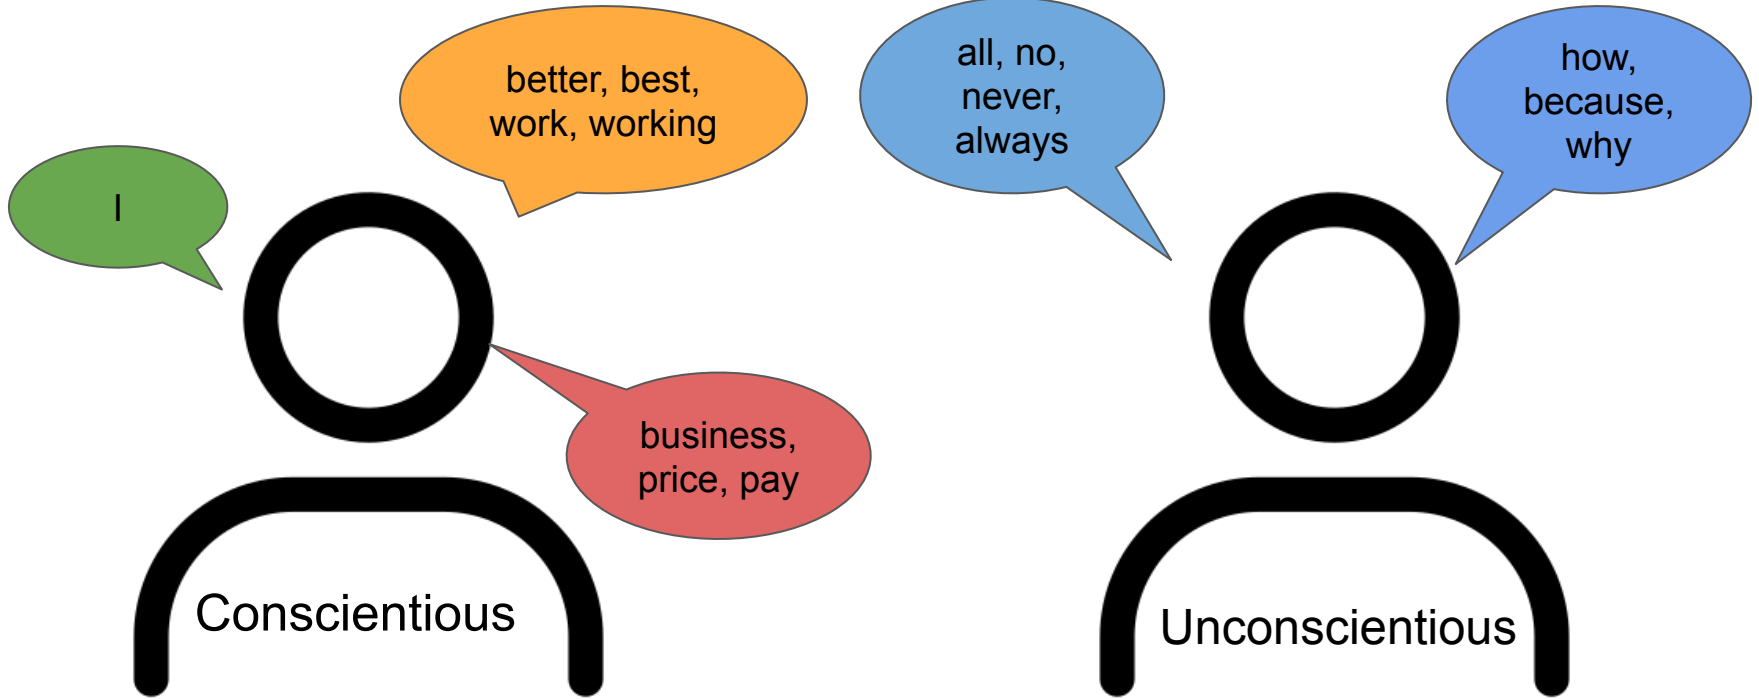 I
better, best,
work, working
business,
price, pay
Conscientious
all, no,
never,
always
how,
because,
why
Unconscientious